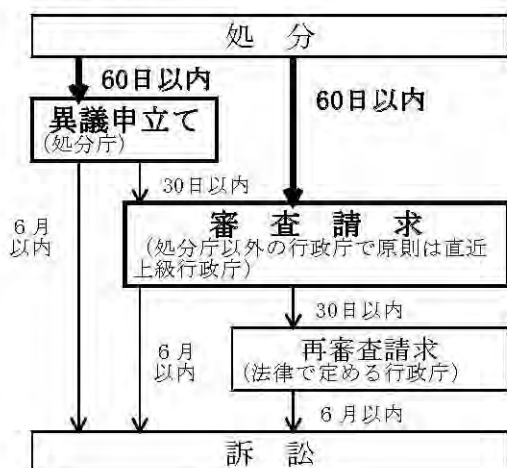 処 分
60日以内
60日以内
異議申立て
(処分庁)
30日以内
6月
以内
審 査 請 求
(処分庁以外の行政庁で原則は直近
上級行政庁)
30日以内
6月
以内
再審査請求
(法律で定める行政庁)
6月以内
訴 訟